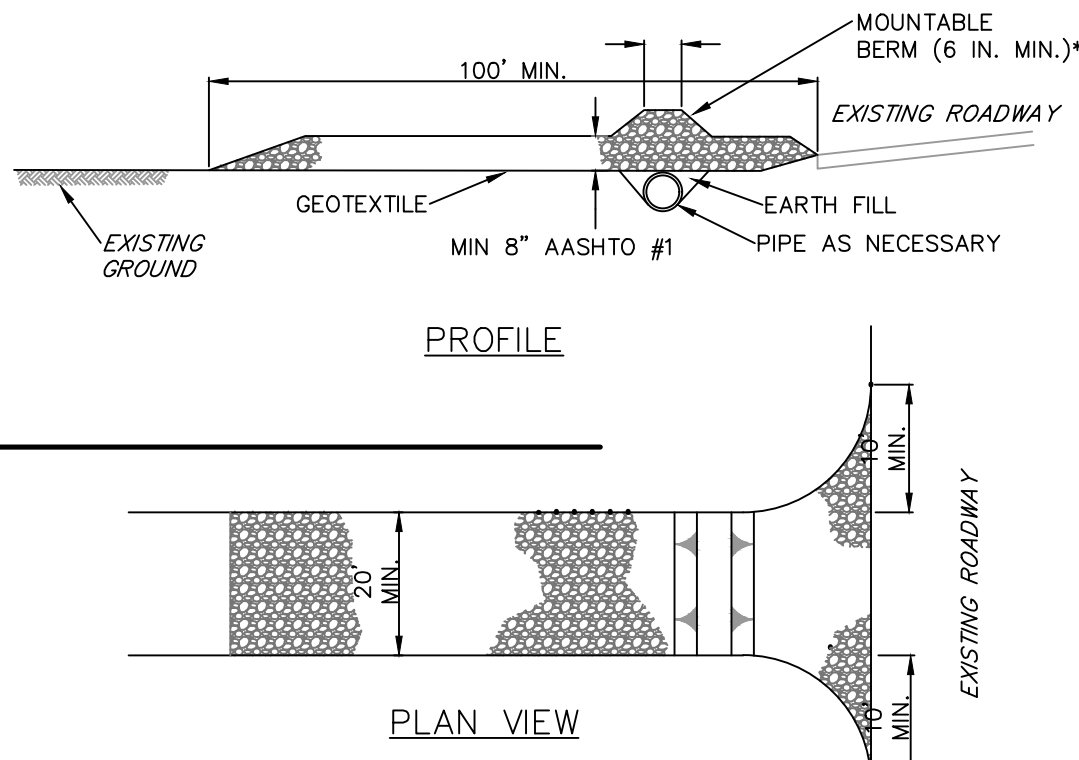 MOUNTABLE
BERM (6 IN. MIN.)*
100' MIN.
EXISTING ROADWAY
GEOTEXTILE
EARTH FILL
EXISTING
GROUND
MIN 8" AASHTO #1
PIPE AS NECESSARY
PROFILE
10'
MIN.
EXISTING ROADWAY
20'
MIN.
10'
MIN.
PLAN VIEW